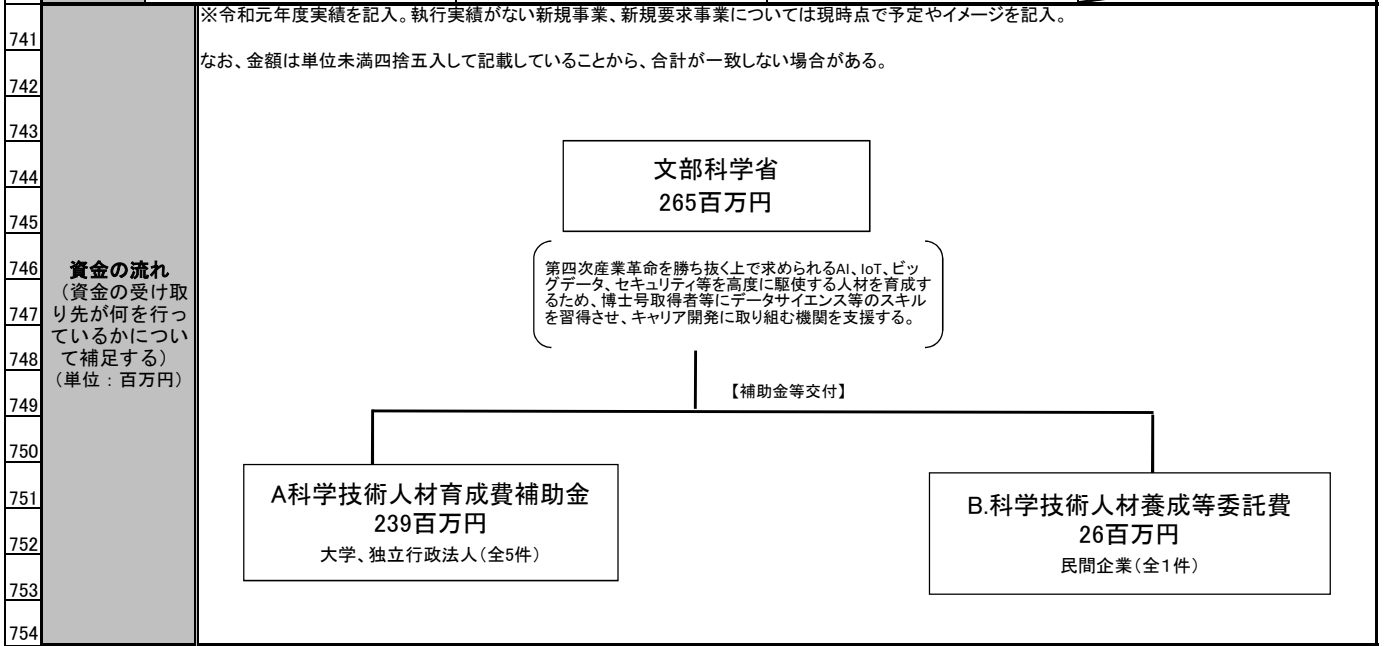 ※令和元年度実績を記入。執行実績がない新規事業、新規要求事業については現時点で予定やイメージを記入。
741
なお、金額は単位未満四捨五入して記載していることから、合計が一致しない場合がある。
742
743
文部科学省
744
265百万円
745
746
747
748
749
750
751
752
753
754
資金の流れ
(資金の受け取
り先が何を行っ
ているかについ
て補足する)
(単位:百万円)
第四次産業革命を勝ち抜く上で求められるAI、IoT、ビッ
グデータ、セキュリティ等を高度に駆使する人材を育成す
るため、博士号取得者等にデータサイエンス等のスキル
を習得させ、キャリア開発に取り組む機関を支援する。
【補助金等交付】
A科学技術人材育成費補助金
239百万円
大学、独立行政法人(全5件)
B.科学技術人材養成等委託費
26百万円
民間企業(全1件)